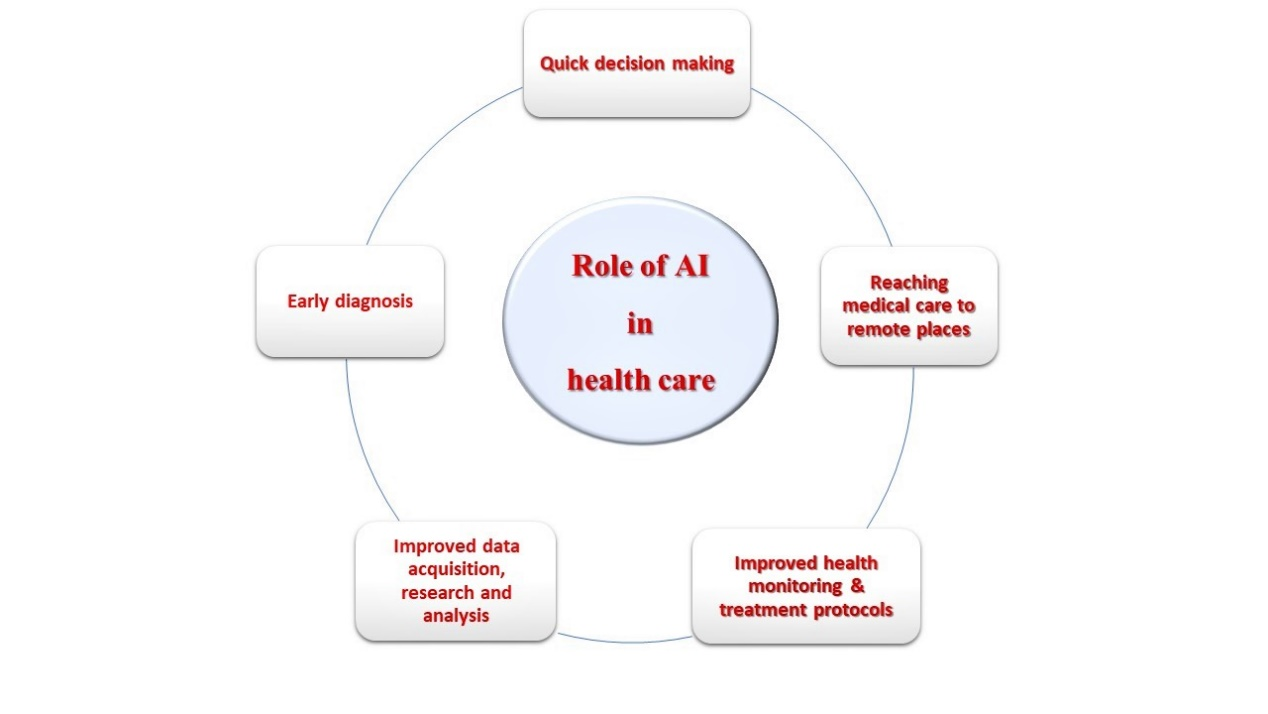 Quick decision making
Role of AI
in
health care
Early diagnosis
Reaching
medical care to
remote places
Improved data
acquisition,
research and
analysis
Improved health
monitoring &
treatment protocols